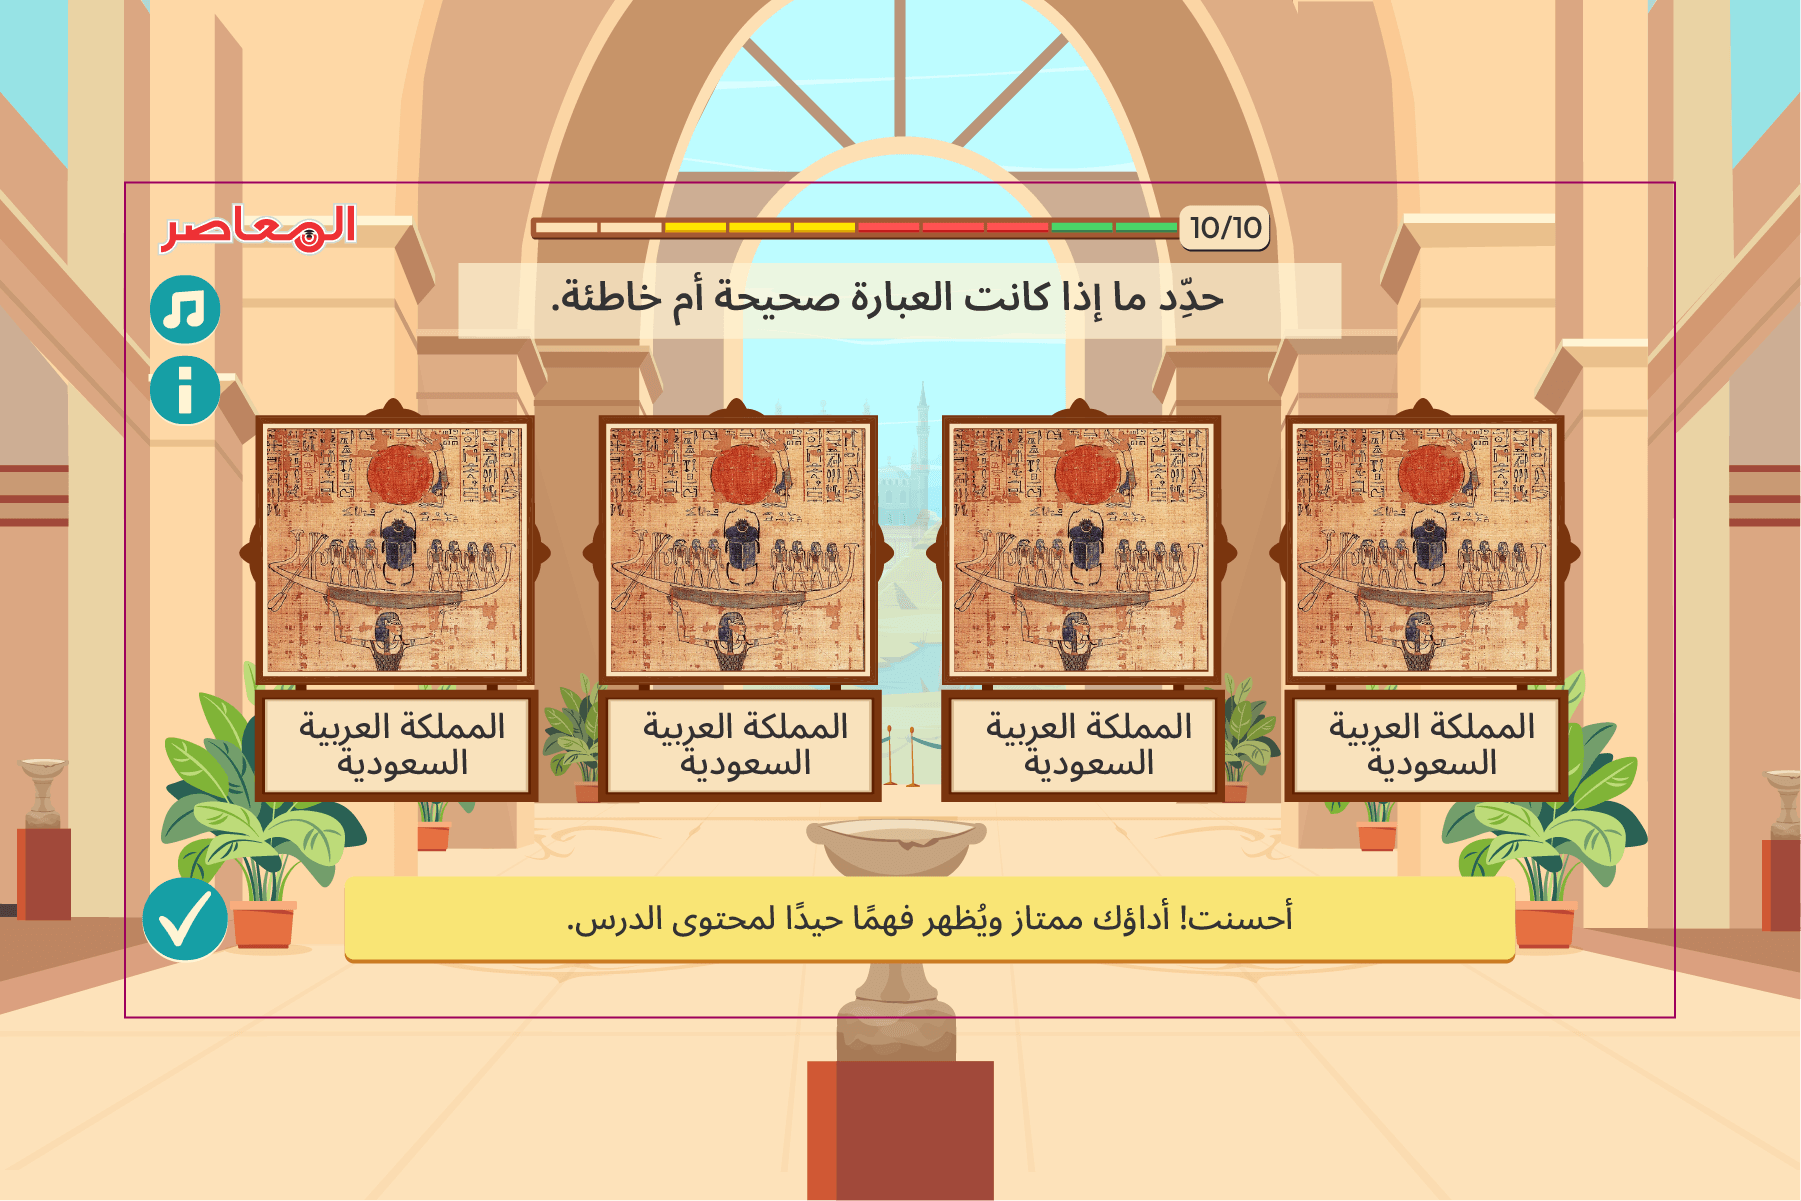 المعاصر
10/10
حدِّد ما إذا كانت العبارة صحيحة أم خاطئة.
المملكة العربية
السعودية
المملكة العربية
السعودية
المملكة العربية
السعودية
المملكة العربية
السعودية
أحسنت! أداؤك ممتاز ويُظهر فهمًا حيدًا لمحتوى الدرس.